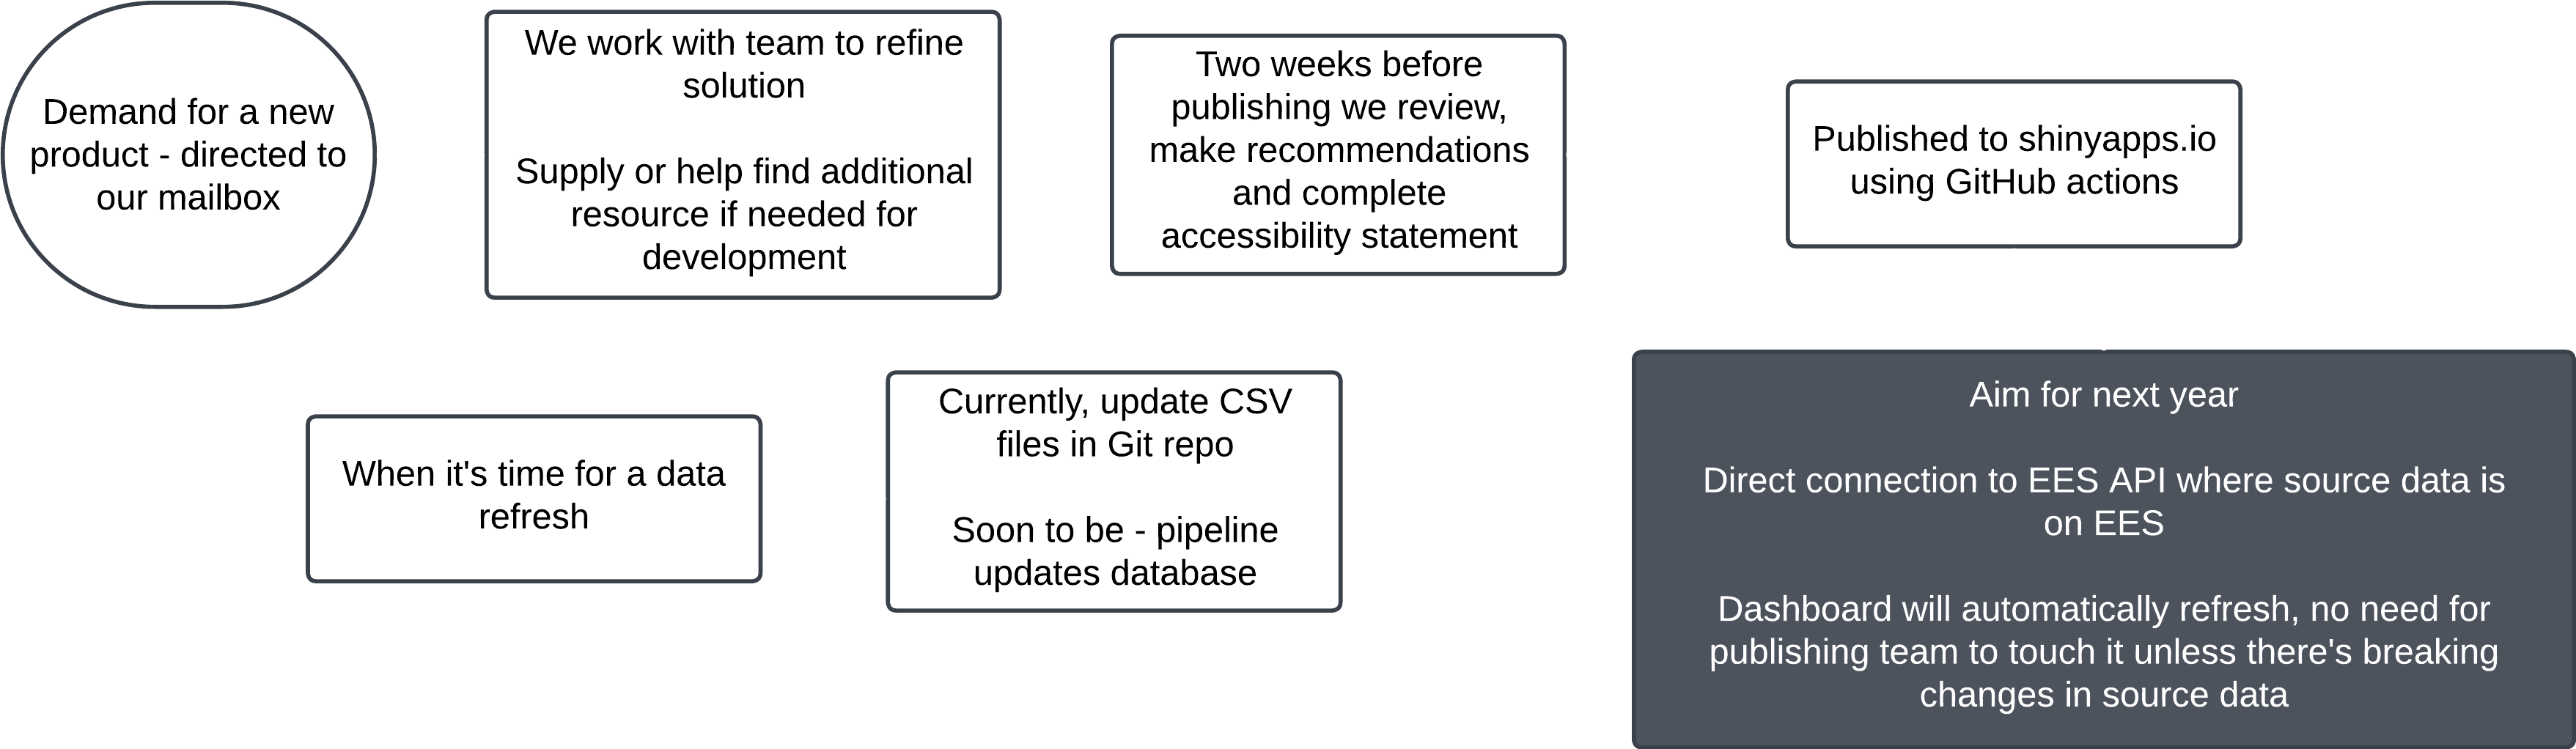 Demand for a new
product - directed to
our mailbox
We work with team to refine
solution
Supply or help find additional
resource if needed for
development
Two weeks before
publishing we review,
make recommendations
and complete
accessibility statement
Published to shinyapps.io
using GitHub actions
When it's time for a data
refresh
Currently, update CSV
files in Git repo
Soon to be - pipeline
updates database
Aim for next year
Direct connection to EES API where source data is
on EES
Dashboard will automatically refresh, no need for
publishing team to touch it unless there's breaking
changes in source data